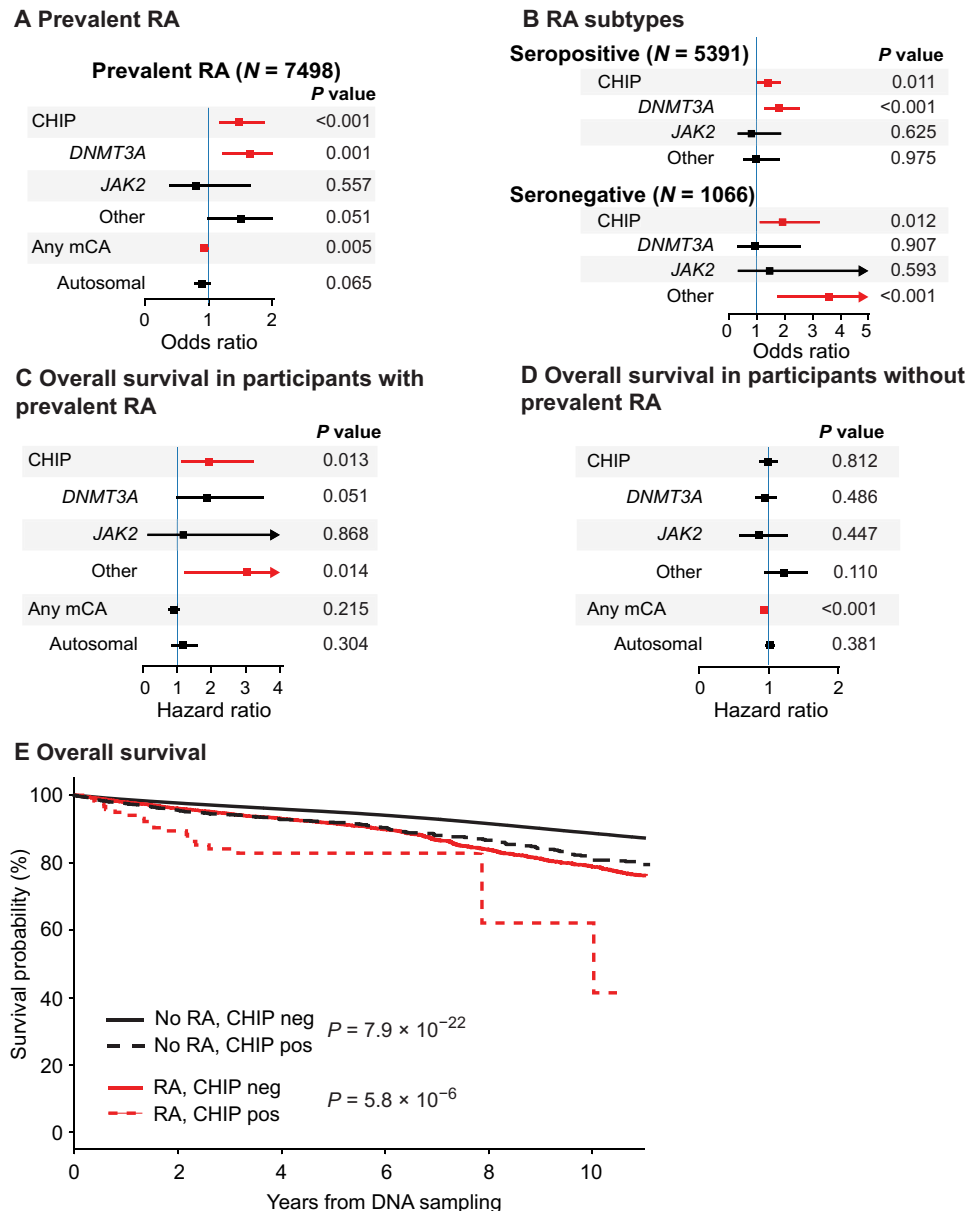 A Prevalent RA
Prevalent RA (N = 7498)
P value
CHIP <0.001
DNMT3A 0.001
JAK2 0.557
Other 0.051
Any mCA 0.005
Autosomal 0.065
0 1 2
Odds ratio
B RA subtypes
Seropositive (N = 5391) P value
CHIP 0.011
DNMT3A <0.001
JAK2 0.625
Other 0.975
Seronegative (N = 1066)
CHIP 0.012
DNMT3A 0.907
JAK2 0.593
Other <0.001
0 1 2 3 4 5
Odds ratio
C Overall survival in participants with
prevalent RA
P value
CHIP 0.013
DNMT3A 0.051
JAK2 0.868
Other 0.014
Any mCA 0.215
Autosomal 0.304
0 1 2 3 4
Hazard ratio
D Overall survival in participants without
prevalent RA
P value
CHIP 0.812
DNMT3A 0.486
JAK2 0.447
Other 0.110
Any mCA <0.001
Autosomal 0.381
0 1 2
Hazard ratio
E Overall survival
Survival probability (%)
100
80
60
40
20
0
No RA, CHIP neg
No RA, CHIP pos
P = 7.9 × 10⁻²²
RA, CHIP neg
RA, CHIP pos
P = 5.8 × 10⁻⁶
0 2 4 6 8 10
Years from DNA sampling